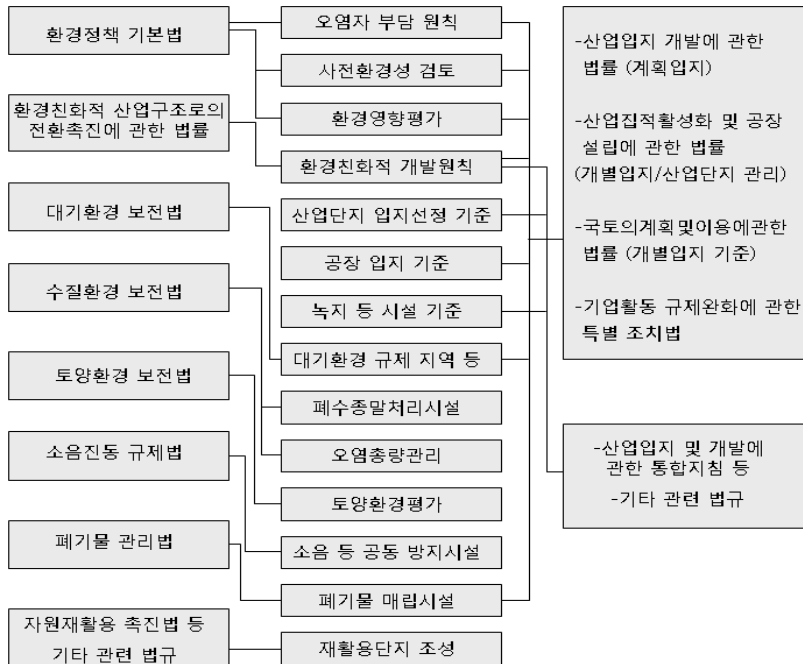 환경정책 기본법
환경친화적 산업구조로의
전환촉진에 관한 법률
대기환경 보전법
수질환경 보전법
토양환경 보전법
소음진동 규제법
폐기물 관리법
자원재활용 촉진법 등
기타 관련 법규
오염자 부담 원칙
사전환경성 검토
환경영향평가
환경친화적 개발원칙
산업단지 입지선정 기준
공장 입지 기준
녹지 등 시설 기준
대기환경 규제 지역 등
폐수종말처리시설
오염총량관리
토양환경평가
소음 등 공동 방지시설
폐기물 매립시설
재활용단지 조성
-산업입지 개발에 관한
법률 (계획입지)
-산업집적활성화 및 공장
설립에 관한 법률
(개별입지/산업단지 관리)
-국토의계획및이용에관한
법률 (개별입지 기준)
-기업활동 규제완화에 관한
특별 조치법
-산업입지 및 개발에
관한 통합지침 등
-기타 관련 법규